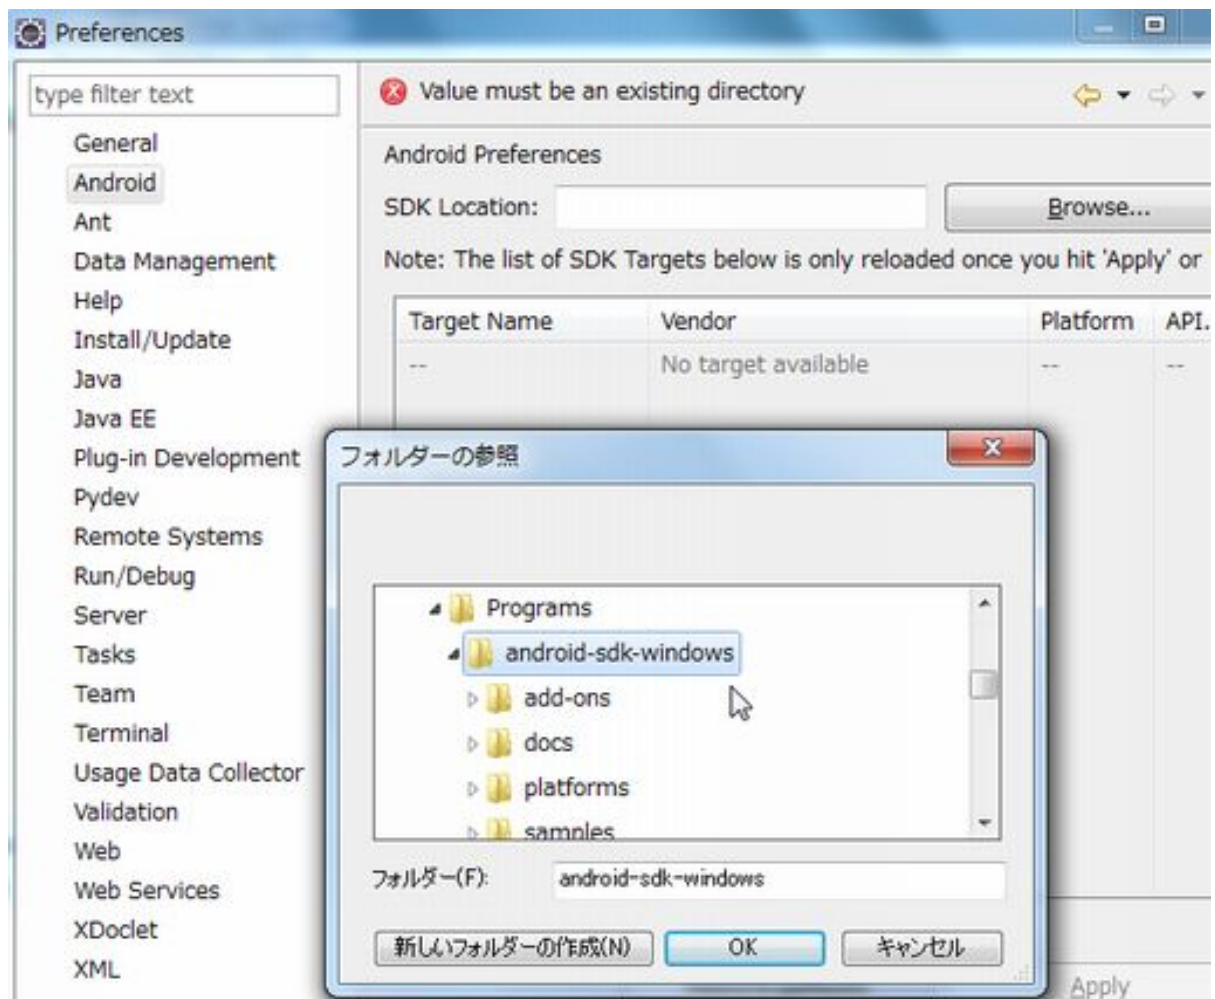 Preferences
type filter text
General
Android
Ant
Data Management
Help
Install/Update
Java
Java EE
Plug-in Development
Pydev
Remote Systems
Run/Debug
Server
Tasks
Team
Terminal
Usage Data Collector
Validation
Web
Web Services
XDoclet
XML
Value must be an existing directory
Android Preferences
SDK Location:
Browse...
Note: The list of SDK Targets below is only reloaded once you hit 'Apply' or '
Target Name Vendor Platform API.
-- No target available -- --
フォルダーの参照
Programs
android-sdk-windows
add-ons
docs
platforms
samples
フォルダー(F): android-sdk-windows
新しいフォルダーの作成(N) OK キャンセル
Apply